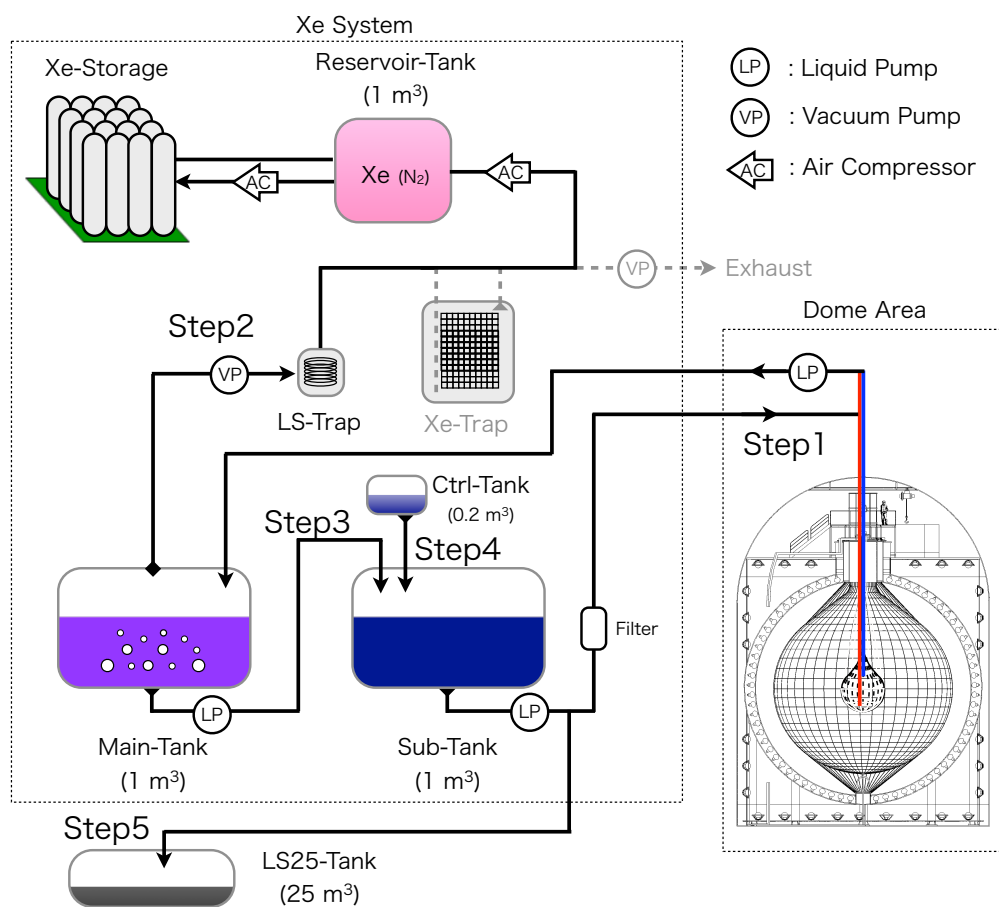 Xe System
Xe-Storage
Reservoir-Tank
(1 m³)
Xe (N₂)
AC
AC
LP : Liquid Pump
VP : Vacuum Pump
AC : Air Compressor
VP
Exhaust
Dome Area
Step2
VP
LS-Trap
Xe-Trap
LP
Step1
Ctrl-Tank
(0.2 m³)
Step3
Step4
Filter
LP
LP
Main-Tank
(1 m³)
Sub-Tank
(1 m³)
Step5
LS25-Tank
(25 m³)